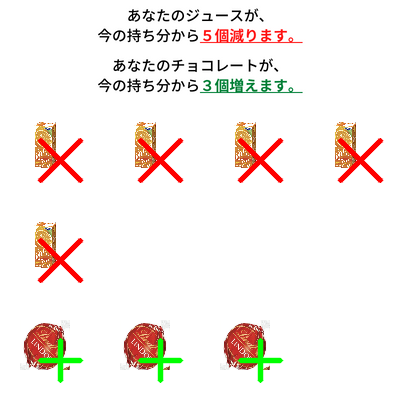 あなたのジュースが、
今の持ち分から５個減ります。
あなたのチョコレートが、
今の持ち分から３個増えます。